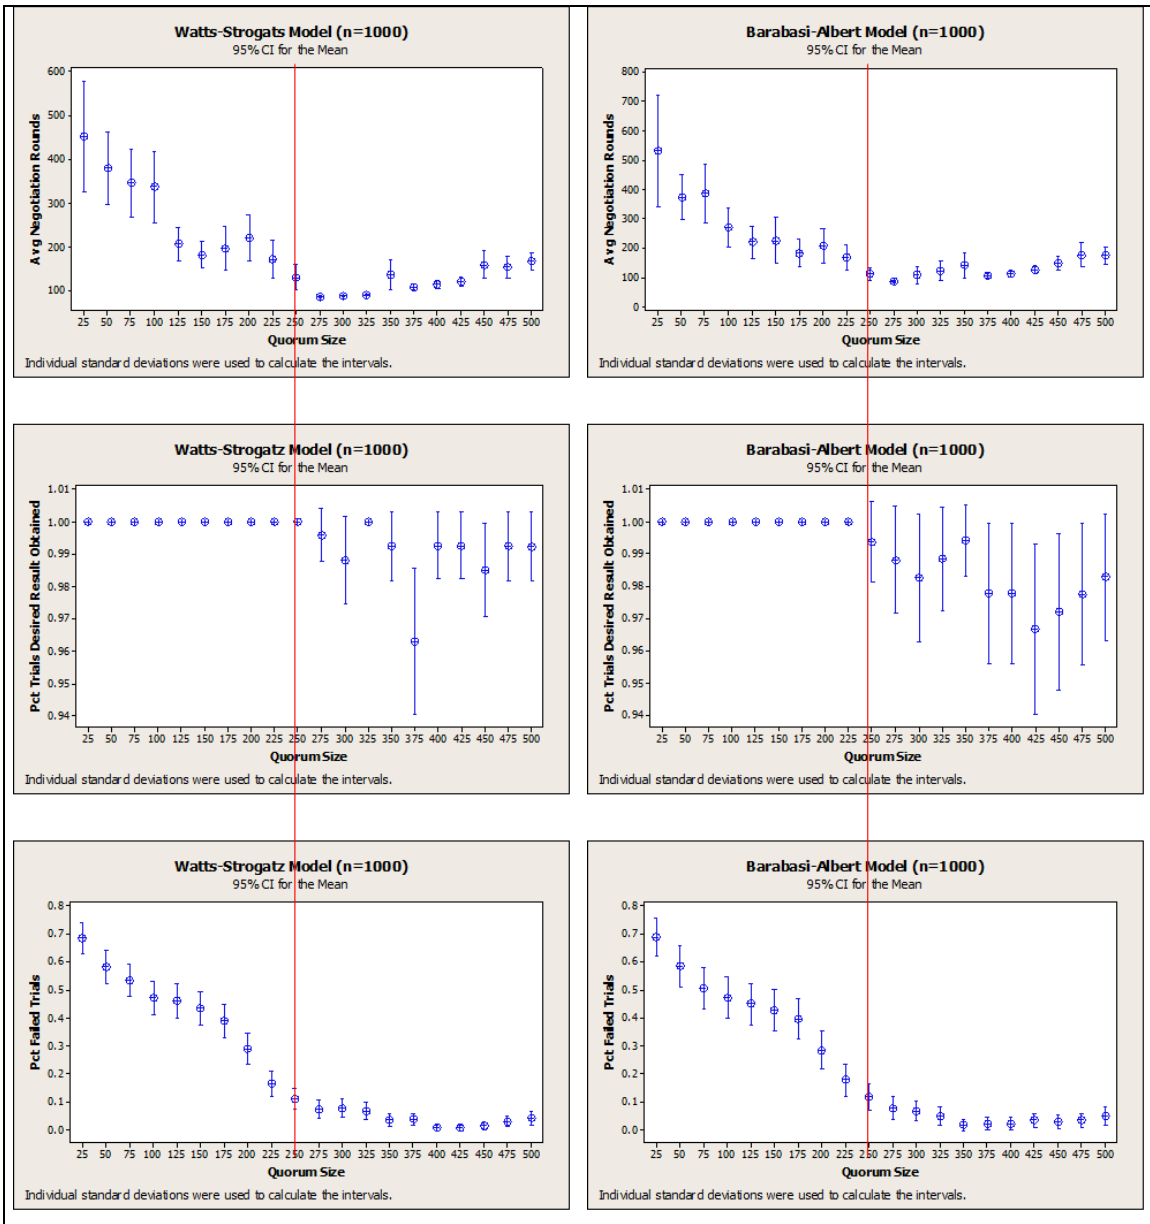 Watts-Strogats Model (n=1000)
95% CI for the Mean
Avg Negotiation Rounds
600
500
400
300
200
100
25 50 75 100 125 150 175 200 225 250 275 300 325 350 375 400 425 450 475 500
Quorum Size
Individual standard deviations were used to calculate the intervals.
Barabasi-Albert Model (n=1000)
95% CI for the Mean
Avg Negotiation Rounds
800
700
600
500
400
300
200
100
0
25 50 75 100 125 150 175 200 225 250 275 300 325 350 375 400 425 450 475 500
Quorum Size
Individual standard deviations were used to calculate the intervals.
Watts-Strogatz Model (n=1000)
95% CI for the Mean
Pct Trials Desired Result Obtained
1.01
1.00
0.99
0.98
0.97
0.96
0.95
0.94
25 50 75 100 125 150 175 200 225 250 275 300 325 350 375 400 425 450 475 500
Quorum Size
Individual standard deviations were used to calculate the intervals.
Barabasi-Albert Model (n=1000)
95% CI for the Mean
Pct Trials Desired Result Obtained
1.01
1.00
0.99
0.98
0.97
0.96
0.95
0.94
25 50 75 100 125 150 175 200 225 250 275 300 325 350 375 400 425 450 475 500
Quorum Size
Individual standard deviations were used to calculate the intervals.
Watts-Strogatz Model (n=1000)
95% CI for the Mean
Pct Failed Trials
0.8
0.7
0.6
0.5
0.4
0.3
0.2
0.1
0.0
25 50 75 100 125 150 175 200 225 250 275 300 325 350 375 400 425 450 475 500
Quorum Size
Individual standard deviations were used to calculate the intervals.
Barabasi-Albert Model (n=1000)
95% CI for the Mean
Pct Failed Trials
0.8
0.7
0.6
0.5
0.4
0.3
0.2
0.1
0.0
25 50 75 100 125 150 175 200 225 250 275 300 325 350 375 400 425 450 475 500
Quorum Size
Individual standard deviations were used to calculate the intervals.